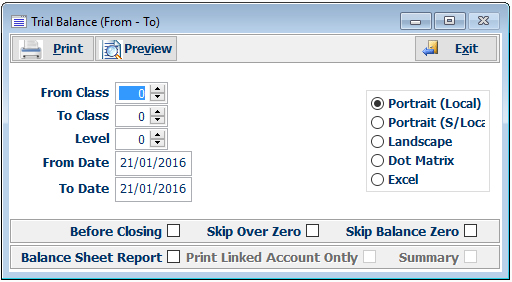 Trial Balance (From - To)
Print Preview Exit
From Class 0
To Class 0
Level 0
From Date 21/01/2016
To Date 21/01/2016
Portrait (Local)
Portrait (S/Loca
Landscape
Dot Matrix
Excel
Before Closing Skip Over Zero Skip Balance Zero
Balance Sheet Report Print Linked Account Ontly Summary